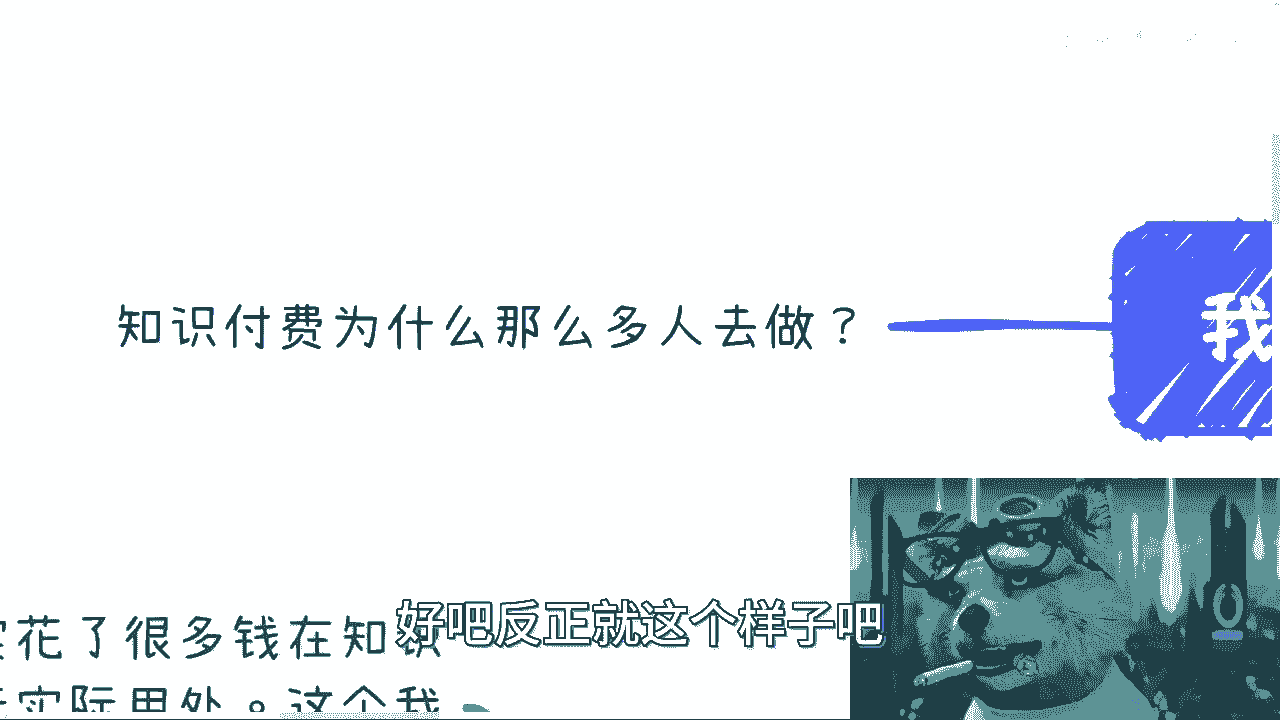 知识付费为什么那么多人去做？
我
花了很多钱在知识
好吧反正就这个样子吧
实际用处。这个我